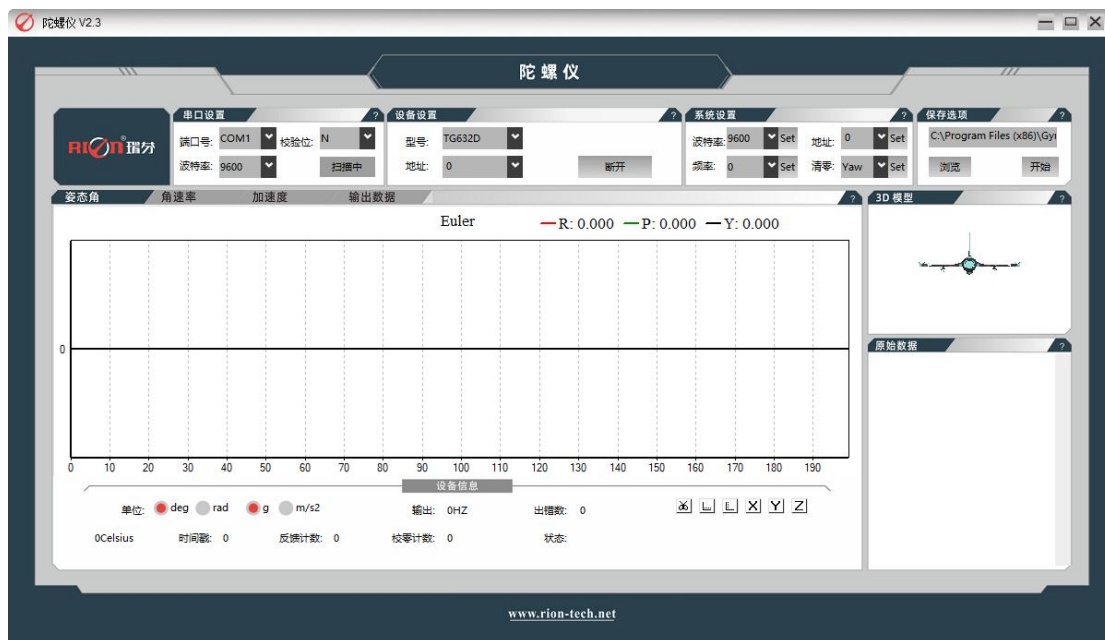 陀螺仪 V2.3
陀螺仪
RION®瑞芬
串口设置 ?
端口号: COM1 校验位: N
波特率: 9600 扫描中
设备设置 ?
型号: TG632D
地址: 0 断开
系统设置 ?
波特率: 9600 Set 地址: 0 Set
频率: 0 Set 清零: Yaw Set
保存选项 ?
C:\Program Files (x86)\Gyr
浏览 开始
姿态角 角速率 加速度 输出数据 ?
Euler R: 0.000 P: 0.000 Y: 0.000
0
0 10 20 30 40 50 60 70 80 90 100 110 120 130 140 150 160 170 180 190
设备信息
单位: deg rad g m/s2 输出: 0HZ 出错数: 0 X Y Z
0Celsius 时间戳: 0 反馈计数: 0 校零计数: 0 状态:
3D 模型 ?
原始数据 ?
www.rion-tech.net